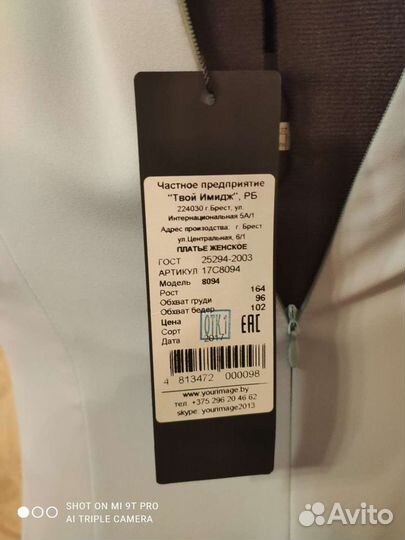 Частное предприятие
"Твой Имидж", РБ
224030 г.Брест, ул.
Интернациональная 5А/1
Адрес произодства: г. Брест
ул.Центральная, 6/1
ПЛАТЬЕ ЖЕНСКОЕ
ГОСТ 25294-2003
АРТИКУЛ 17С8094
Модель 8094
Рост 164
Обхват груди 96
Обхват бедер 102
Цена
Сорт ОТК 1 ЕАС
Дата 2017
4 813472 000098
www.yourimage.by
тел. +375 296 20 46 62
skype: yourimage2013
SHOT ON MI 9T PRO
AI TRIPLE CAMERA
Avito